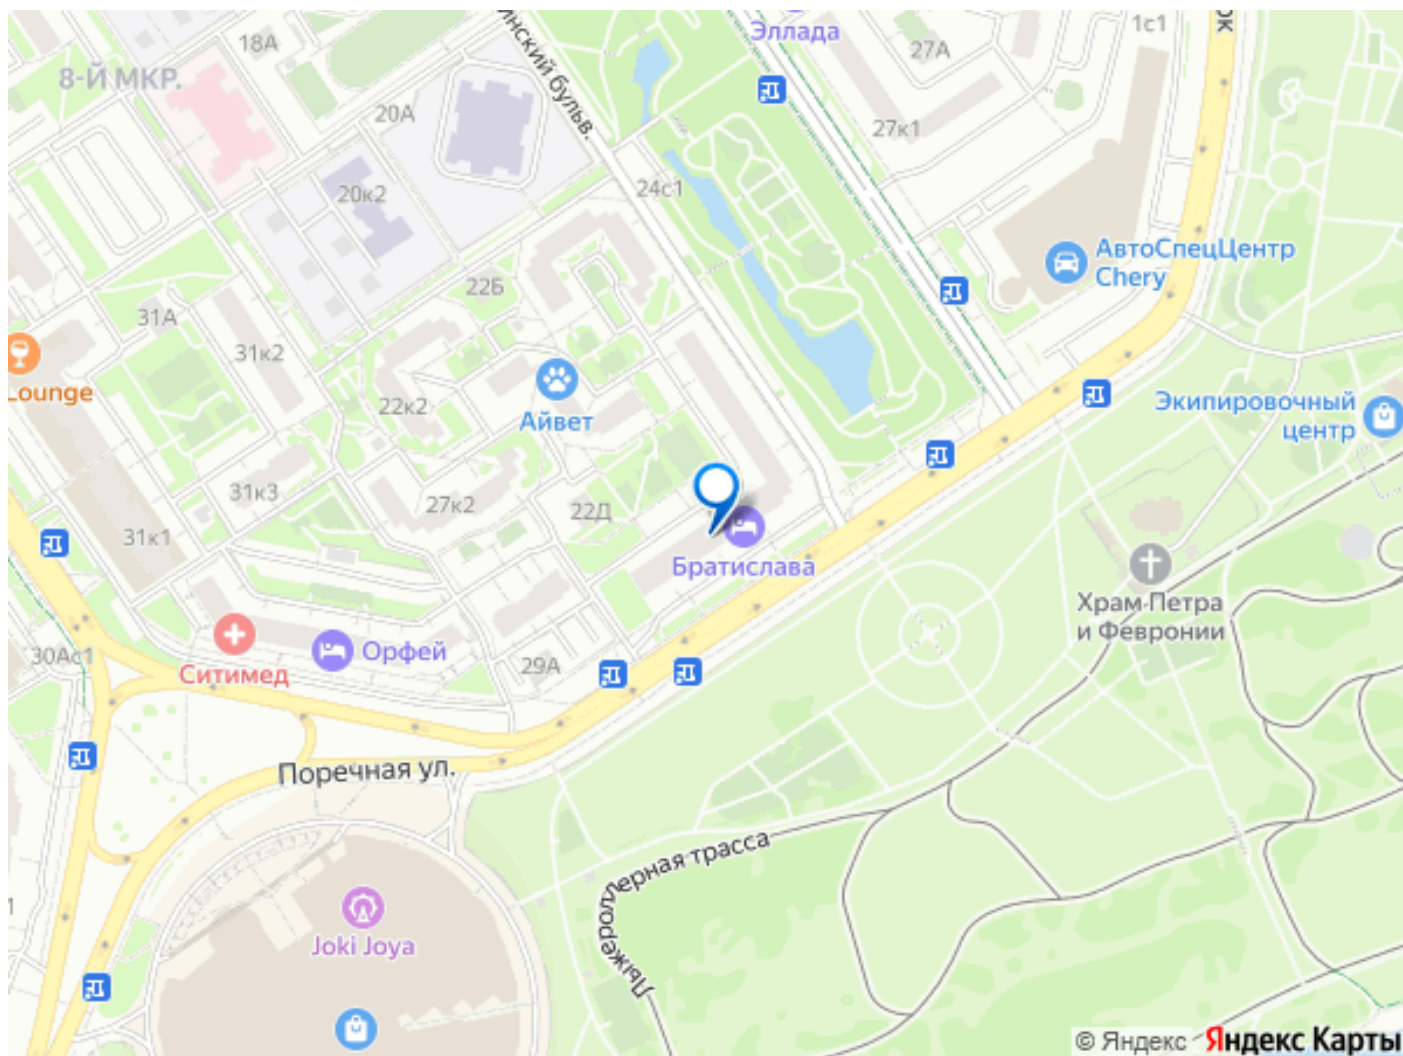 Эллада
1с1
18А
27А
8-Й МКР.
20А
27к1
20к2
24с1
АвтоСпецЦентр
Chery
22Б
31А
31к2
Lounge
22к2
Айвет
Экипировочный
центр
31к3
27к2
22Д
31к1
Братислава
Храм Петра
и Февронии
30Ас1
Ситимед
Орфей
29А
Поречная ул.
Лыжероллерная трасса
Joki Joya
© Яндекс Яндекс Карты